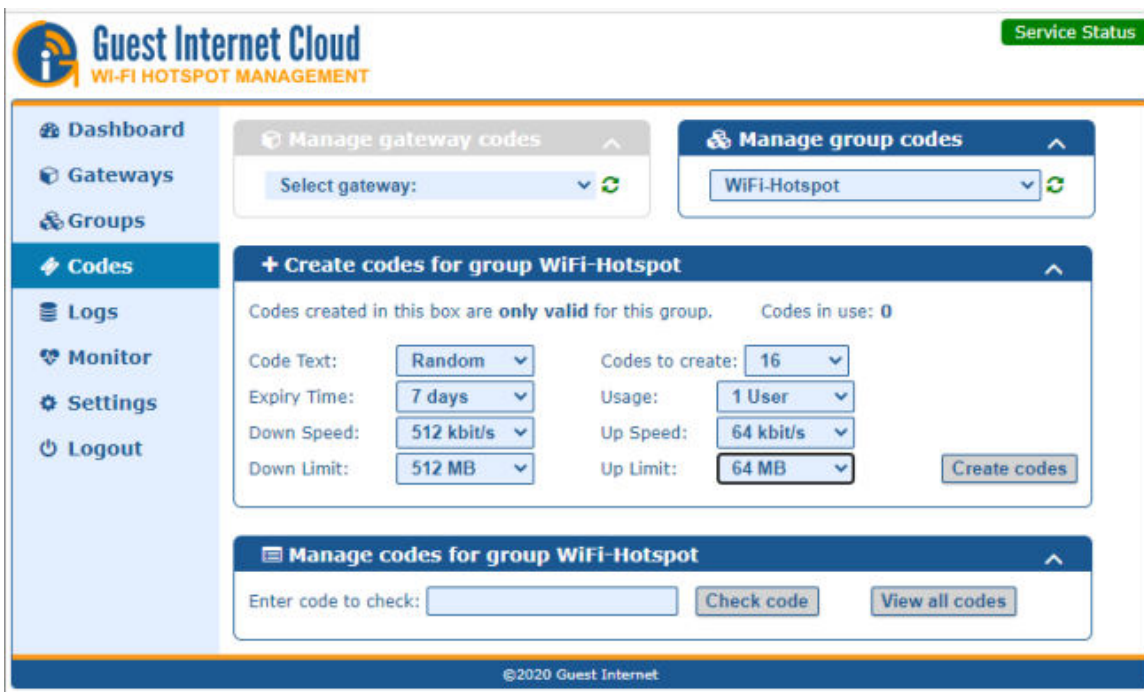 Guest Internet Cloud
WI-FI HOTSPOT MANAGEMENT
Service Status
Dashboard
Gateways
Groups
Codes
Logs
Monitor
Settings
Logout
Manage gateway codes
Select gateway:
Manage group codes
WiFi-Hotspot
+ Create codes for group WiFi-Hotspot
Codes created in this box are only valid for this group. Codes in use: 0
Code Text: Random Codes to create: 16
Expiry Time: 7 days Usage: 1 User
Down Speed: 512 kbit/s Up Speed: 64 kbit/s
Down Limit: 512 MB Up Limit: 64 MB Create codes
Manage codes for group WiFi-Hotspot
Enter code to check: Check code View all codes
©2020 Guest Internet